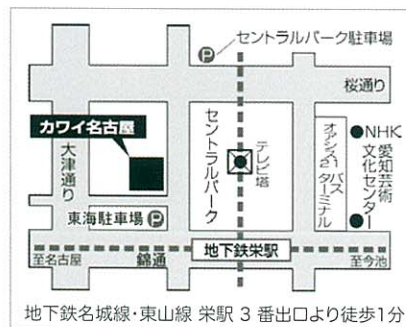 セントラルパーク駐車場
桜通り
カワイ名古屋
大津通り
セントラルパーク
テレビ塔
オアシス21
バスターミナル
NHK
愛知芸術
文化センター
東海駐車場 P
P
地下鉄栄駅
至名古屋
錦通
至今池
地下鉄名城線・東山線 栄駅 3 番出口より徒歩1分